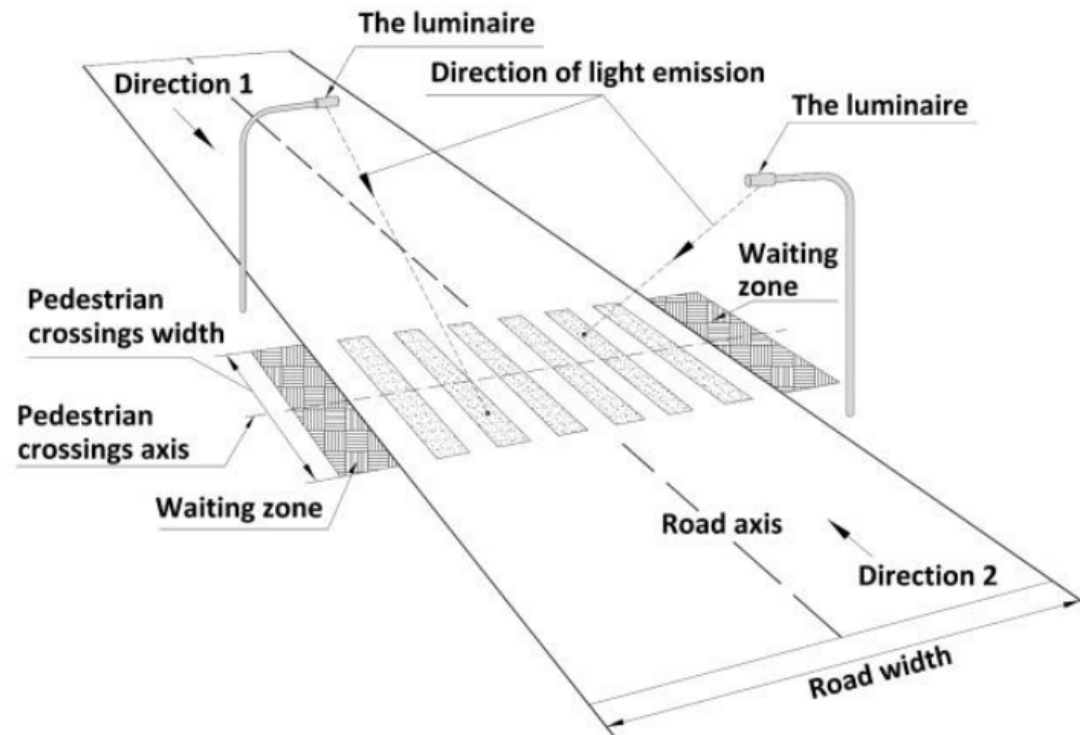 The luminaire
Direction 1
Direction of light emission
The luminaire
Waiting
zone
Pedestrian
crossings width
Pedestrian
crossings axis
Waiting zone
Road axis
Direction 2
Road width